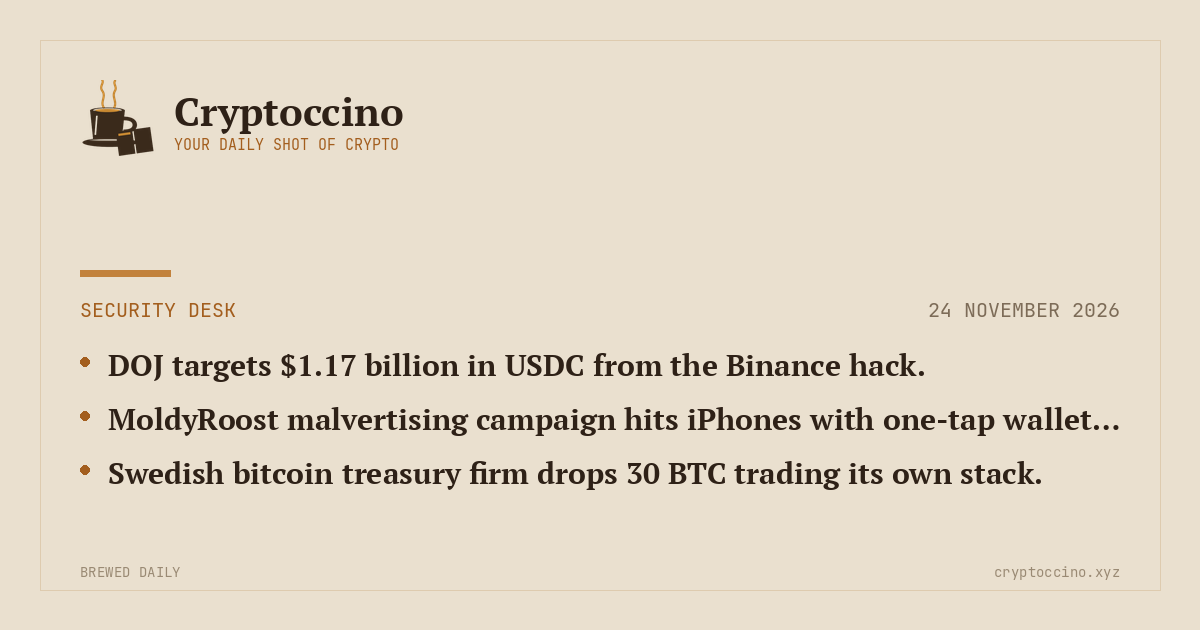 Cryptoccino
YOUR DAILY SHOT OF CRYPTO
SECURITY DESK
24 NOVEMBER 2026
DOJ targets $1.17 billion in USDC from the Binance hack.
MoldyRoost malvertising campaign hits iPhones with one-tap wallet…
Swedish bitcoin treasury firm drops 30 BTC trading its own stack.
BREWED DAILY
cryptoccino.xyz